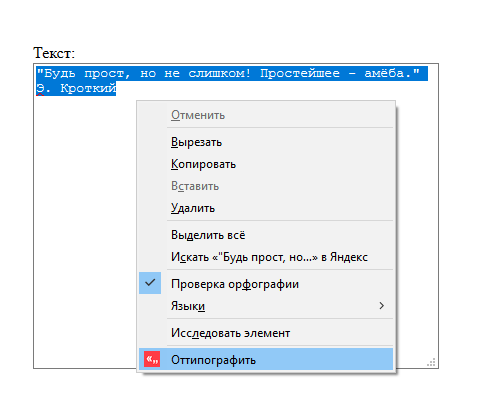 Текст:
"Будь прост, но не слишком! Простейшее - амёба."
Э. Кроткий
Отменить
Вырезать
Копировать
Вставить
Удалить
Выделить всё
Искать «"Будь прост, но...» в Яндекс
Проверка орфографии
Языки
Исследовать элемент
«„ Оттипографить